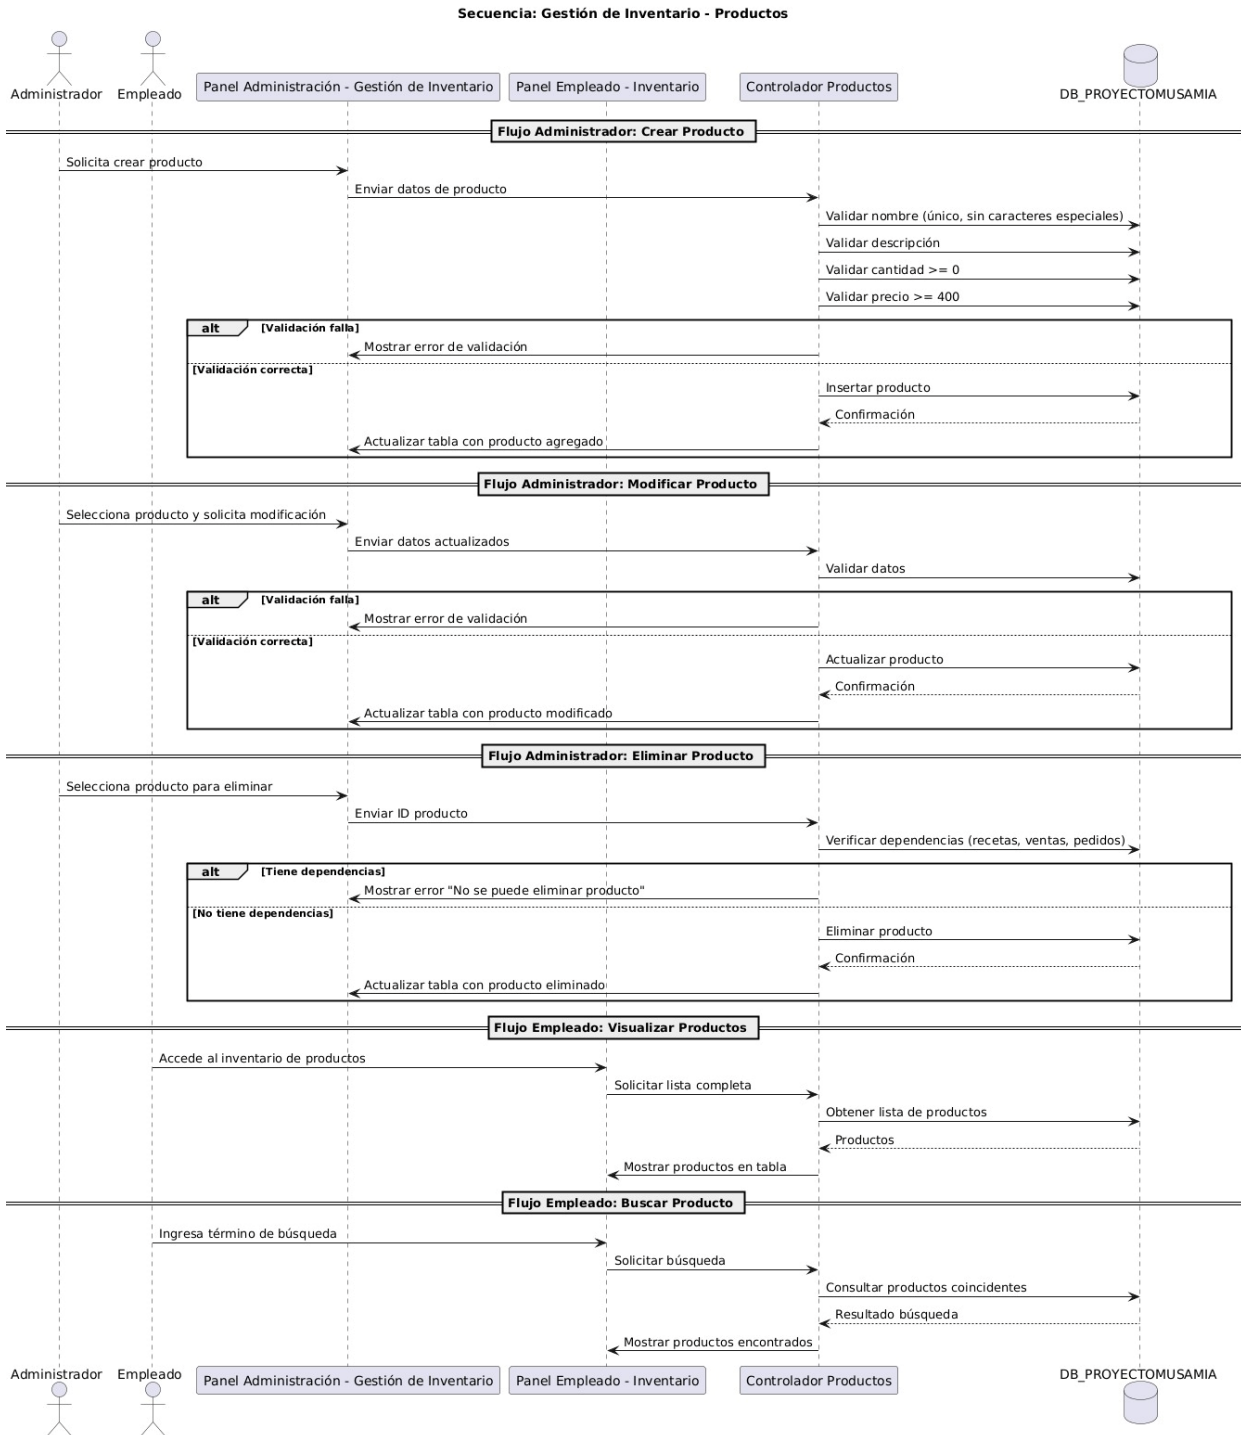 Secuencia: Gestión de Inventario - Productos
Administrador
Empleado
Panel Administración - Gestión de Inventario
Panel Empleado - Inventario
Controlador Productos
DB_PROYECTOMUSAMIA
Flujo Administrador: Crear Producto
Solicita crear producto
Enviar datos de producto
Validar nombre (único, sin caracteres especiales)
Validar descripción
Validar cantidad >= 0
Validar precio >= 400
alt [Validación falla]
Mostrar error de validación
[Validación correcta]
Insertar producto
Confirmación
Actualizar tabla con producto agregado
Flujo Administrador: Modificar Producto
Selecciona producto y solicita modificación
Enviar datos actualizados
Validar datos
alt [Validación falla]
Mostrar error de validación
[Validación correcta]
Actualizar producto
Confirmación
Actualizar tabla con producto modificado
Flujo Administrador: Eliminar Producto
Selecciona producto para eliminar
Enviar ID producto
Verificar dependencias (recetas, ventas, pedidos)
alt [Tiene dependencias]
Mostrar error "No se puede eliminar producto"
[No tiene dependencias]
Eliminar producto
Confirmación
Actualizar tabla con producto eliminado
Flujo Empleado: Visualizar Productos
Accede al inventario de productos
Solicitar lista completa
Obtener lista de productos
Productos
Mostrar productos en tabla
Flujo Empleado: Buscar Producto
Ingresa término de búsqueda
Solicitar búsqueda
Consultar productos coincidentes
Resultado búsqueda
Mostrar productos encontrados
Administrador
Empleado
Panel Administración - Gestión de Inventario
Panel Empleado - Inventario
Controlador Productos
DB_PROYECTOMUSAMIA